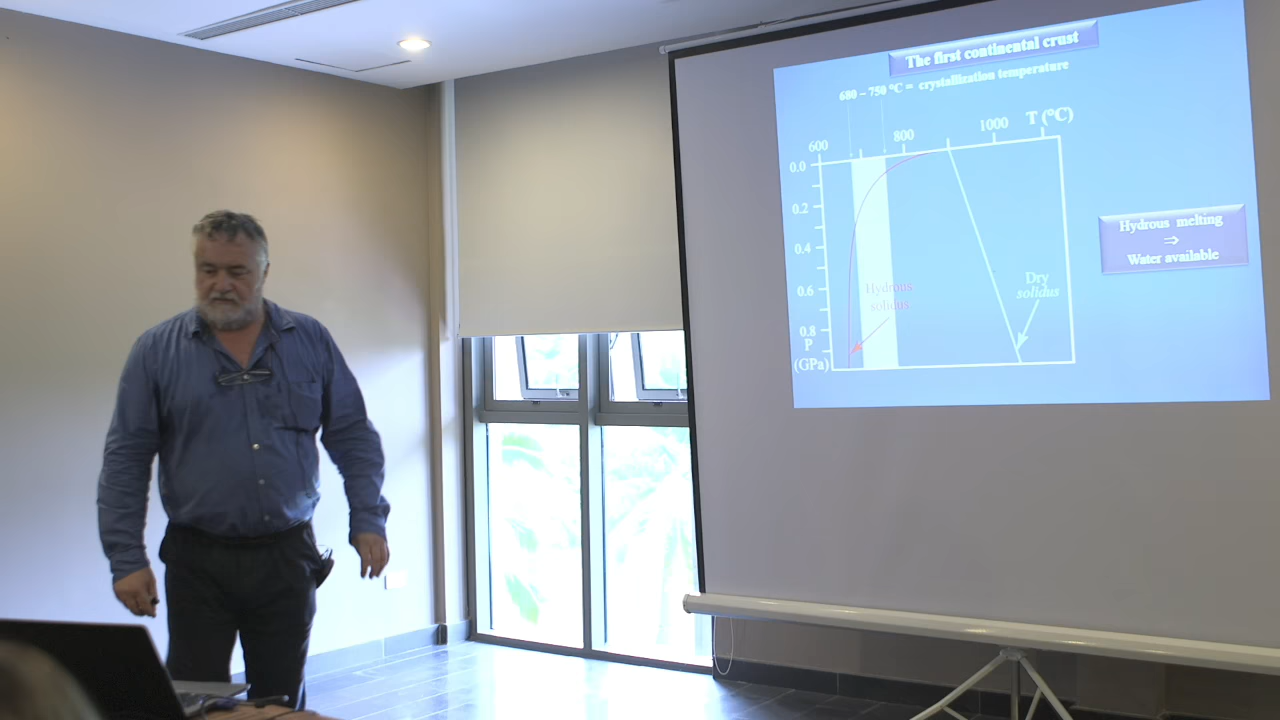 The first continental crust
680 – 750 °C = crystallization temperature
600
800
1000
T (°C)
0.0
0.2
0.4
0.6
0.8
P
(GPa)
Hydrous
solidus
Dry
solidus
Hydrous melting
⇒
Water available